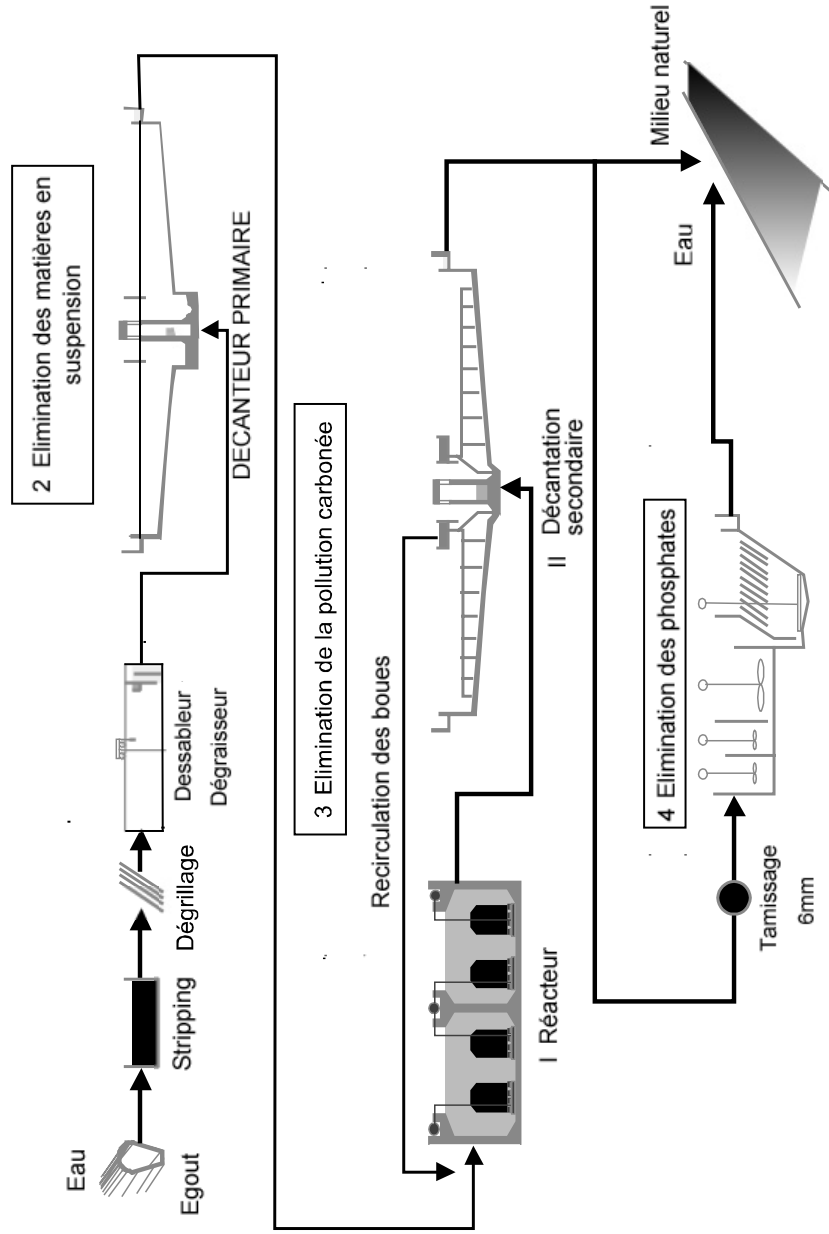 Eau
Egout
Stripping
Dégrillage
Dessableur
Dégraisseur
2 Elimination des matières en
suspension
DECANTEUR PRIMAIRE
3 Elimination de la pollution carbonée
Recirculation des boues
I Réacteur
II Décantation
secondaire
4 Elimination des phosphates
Tamissage
6mm
Eau
Milieu naturel